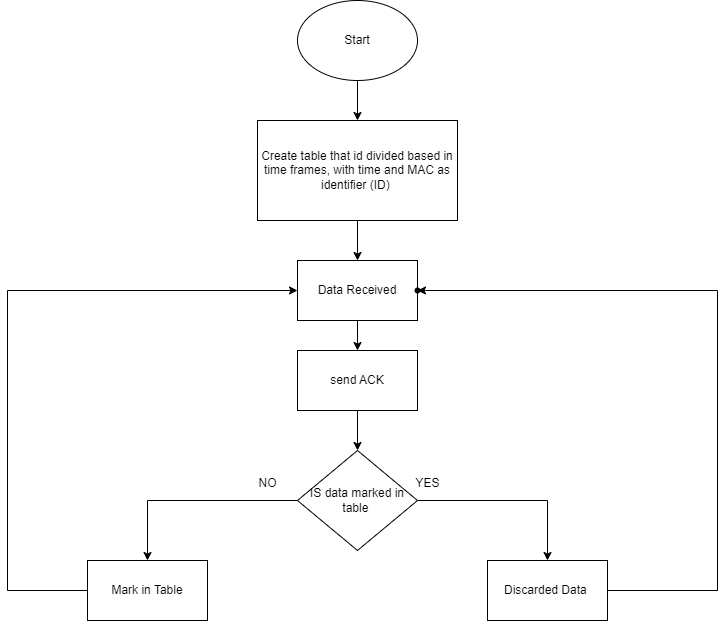 Start
Create table that id divided based in
time frames, with time and MAC as
identifier (ID)
Data Received
send ACK
NO
YES
IS data marked in
table
Mark in Table
Discarded Data